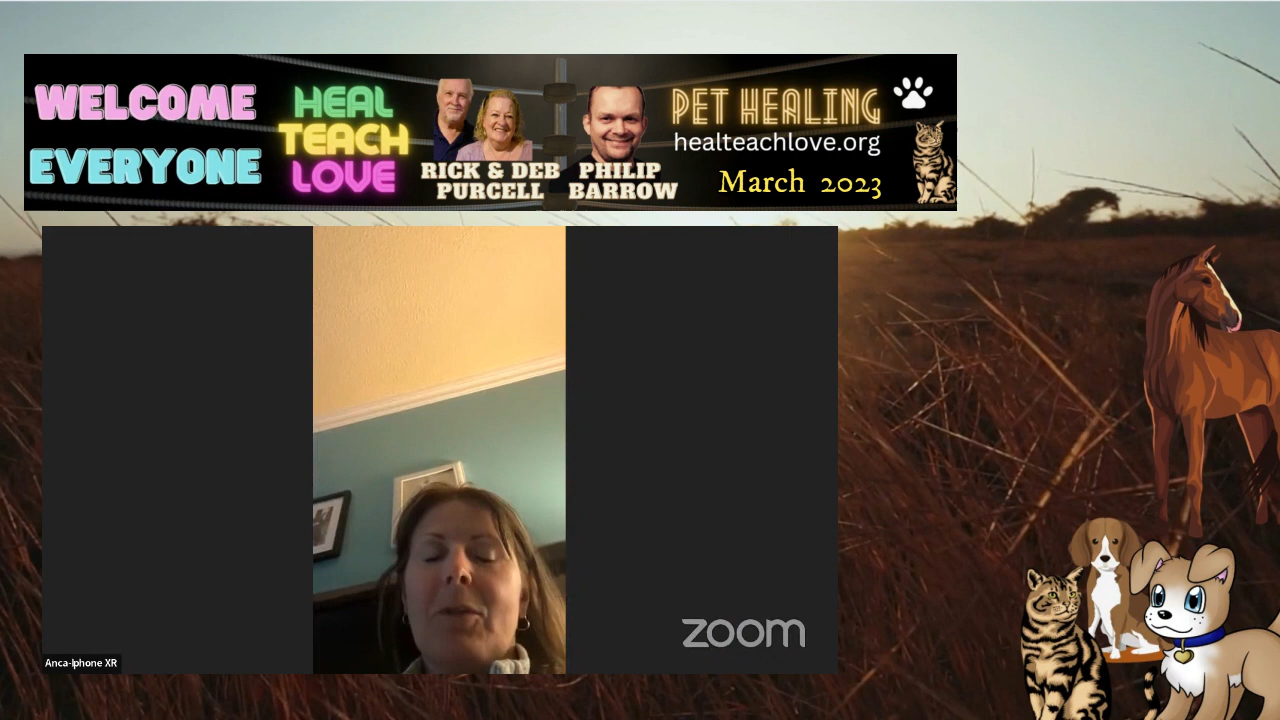 WELCOME
EVERYONE
HEAL
TEACH
LOVE
RICK & DEB
PURCELL
PHILIP
BARROW
PET HEALING
healteachlove.org
March 2023
zoom
Anca-Iphone XR